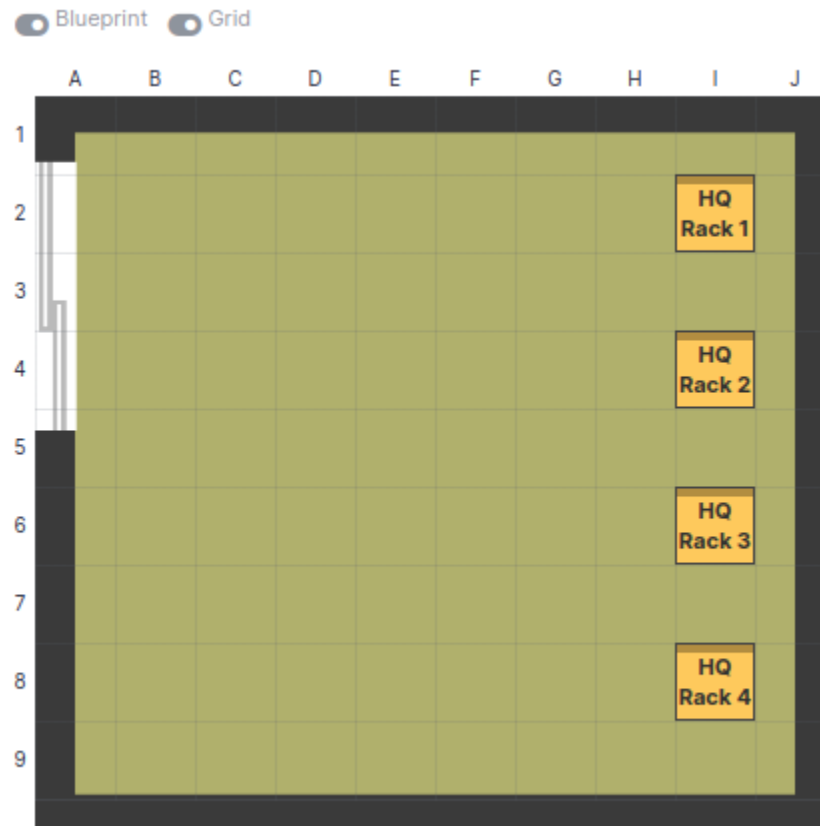 Blueprint Grid
A B C D E F G H I J
1
2
HQ
Rack 1
3
4
HQ
Rack 2
5
6
HQ
Rack 3
7
8
HQ
Rack 4
9